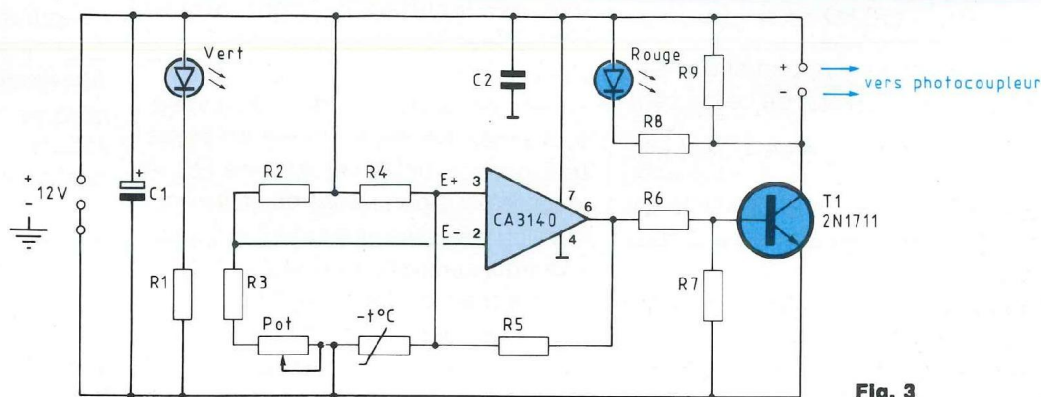 Vert
C2
Rouge
R9
+
-
vers photocoupleur
R8
+
12V
-
+
C1
R2
R4
E+
3
7
6
CA3140
R6
T1
2N1711
E-
2
4
R1
R3
R7
Pot
-t°C
R5
Fig. 3